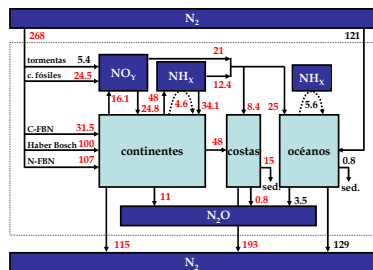 N₂
268
121
tormentas 5.4
c. fósiles 24.5
NOY
NHX
NHX
21
12.4
16.1
24.8
48
4.6
34.1
8.4
25
5.6
C-FBN 31.5
Haber Bosch 100
N-FBN 107
continentes
48
costas
océanos
15
sed.
0.8
sed.
11
0.8
3.5
N₂O
115
193
129
N₂